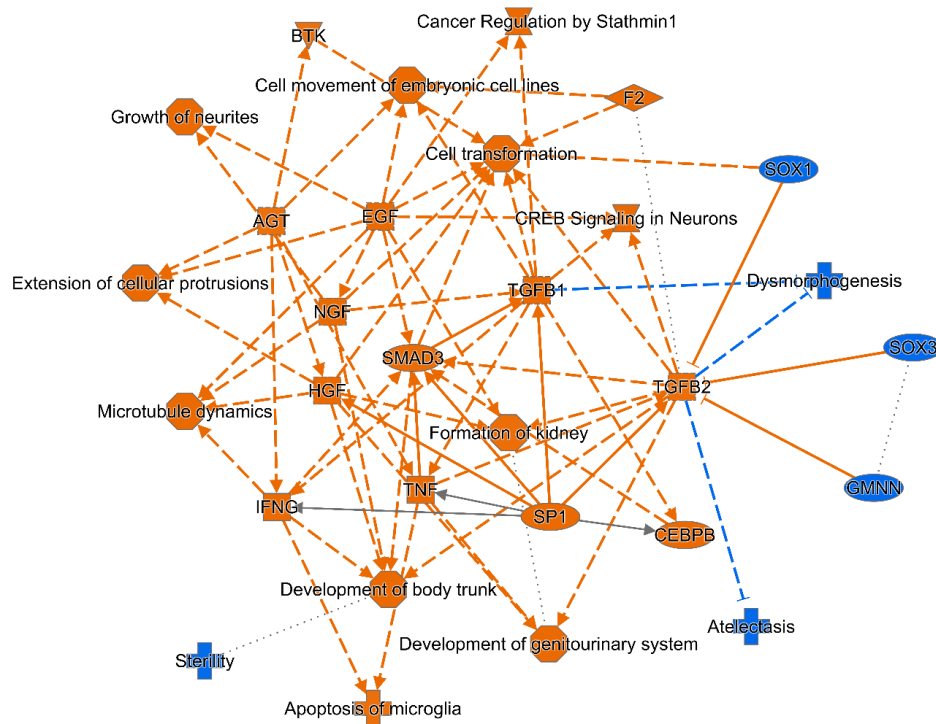 Cancer Regulation by Stathmin1
BTK
Cell movement of embryonic cell lines
F2
Growth of neurites
Cell transformation
SOX1
AGT
EGF
CREB Signaling in Neurons
Extension of cellular protrusions
TGFB1
Dysmorphogenesis
NGF
SOX3
SMAD3
HGF
TGFB2
Microtubule dynamics
Formation of kidney
TNF
GMNN
IFNG
SP1
CEBPB
Development of body trunk
Atelectasis
Development of genitourinary system
Sterility
Apoptosis of microglia